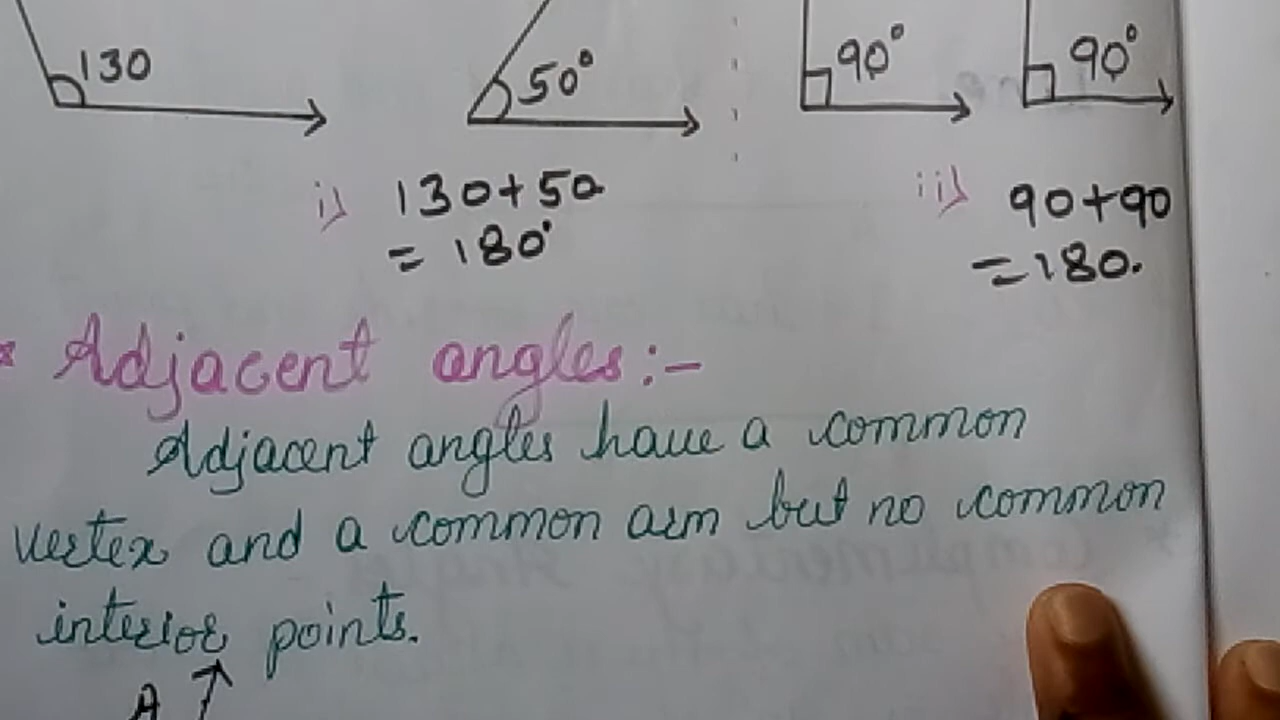 130
50°
90°
90°
i) 130+50
= 180°
ii) 90+90
=180.
* Adjacent angles:-
Adjacent angles have a common
vertex and a common arm but no common
interior points.
A